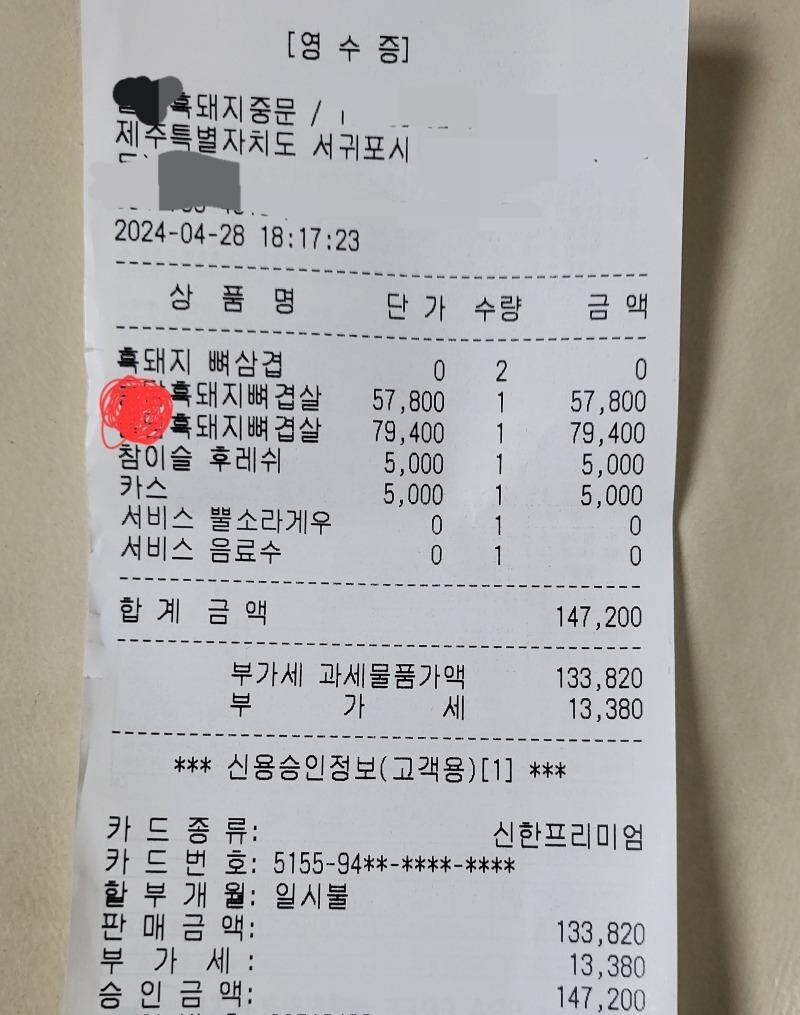 [영 수 증]
흑돼지중문 /
제주특별자치도 서귀포시
2024-04-28 18:17:23
상 품 명 단 가 수량 금 액
흑돼지 뼈삼겹 0 2 0
흑돼지뼈겹살 57,800 1 57,800
흑돼지뼈겹살 79,400 1 79,400
참이슬 후레쉬 5,000 1 5,000
카스 5,000 1 5,000
서비스 뿔소라게우 0 1 0
서비스 음료수 0 1 0
합 계 금 액 147,200
부가세 과세물품가액 133,820
부 가 세 13,380
*** 신용승인정보(고객용)[1] ***
카 드 종 류: 신한프리미엄
카 드 번 호: 5155-94**-****-****
할 부 개 월: 일시불
판 매 금 액: 133,820
부 가 세 : 13,380
승 인 금 액: 147,200